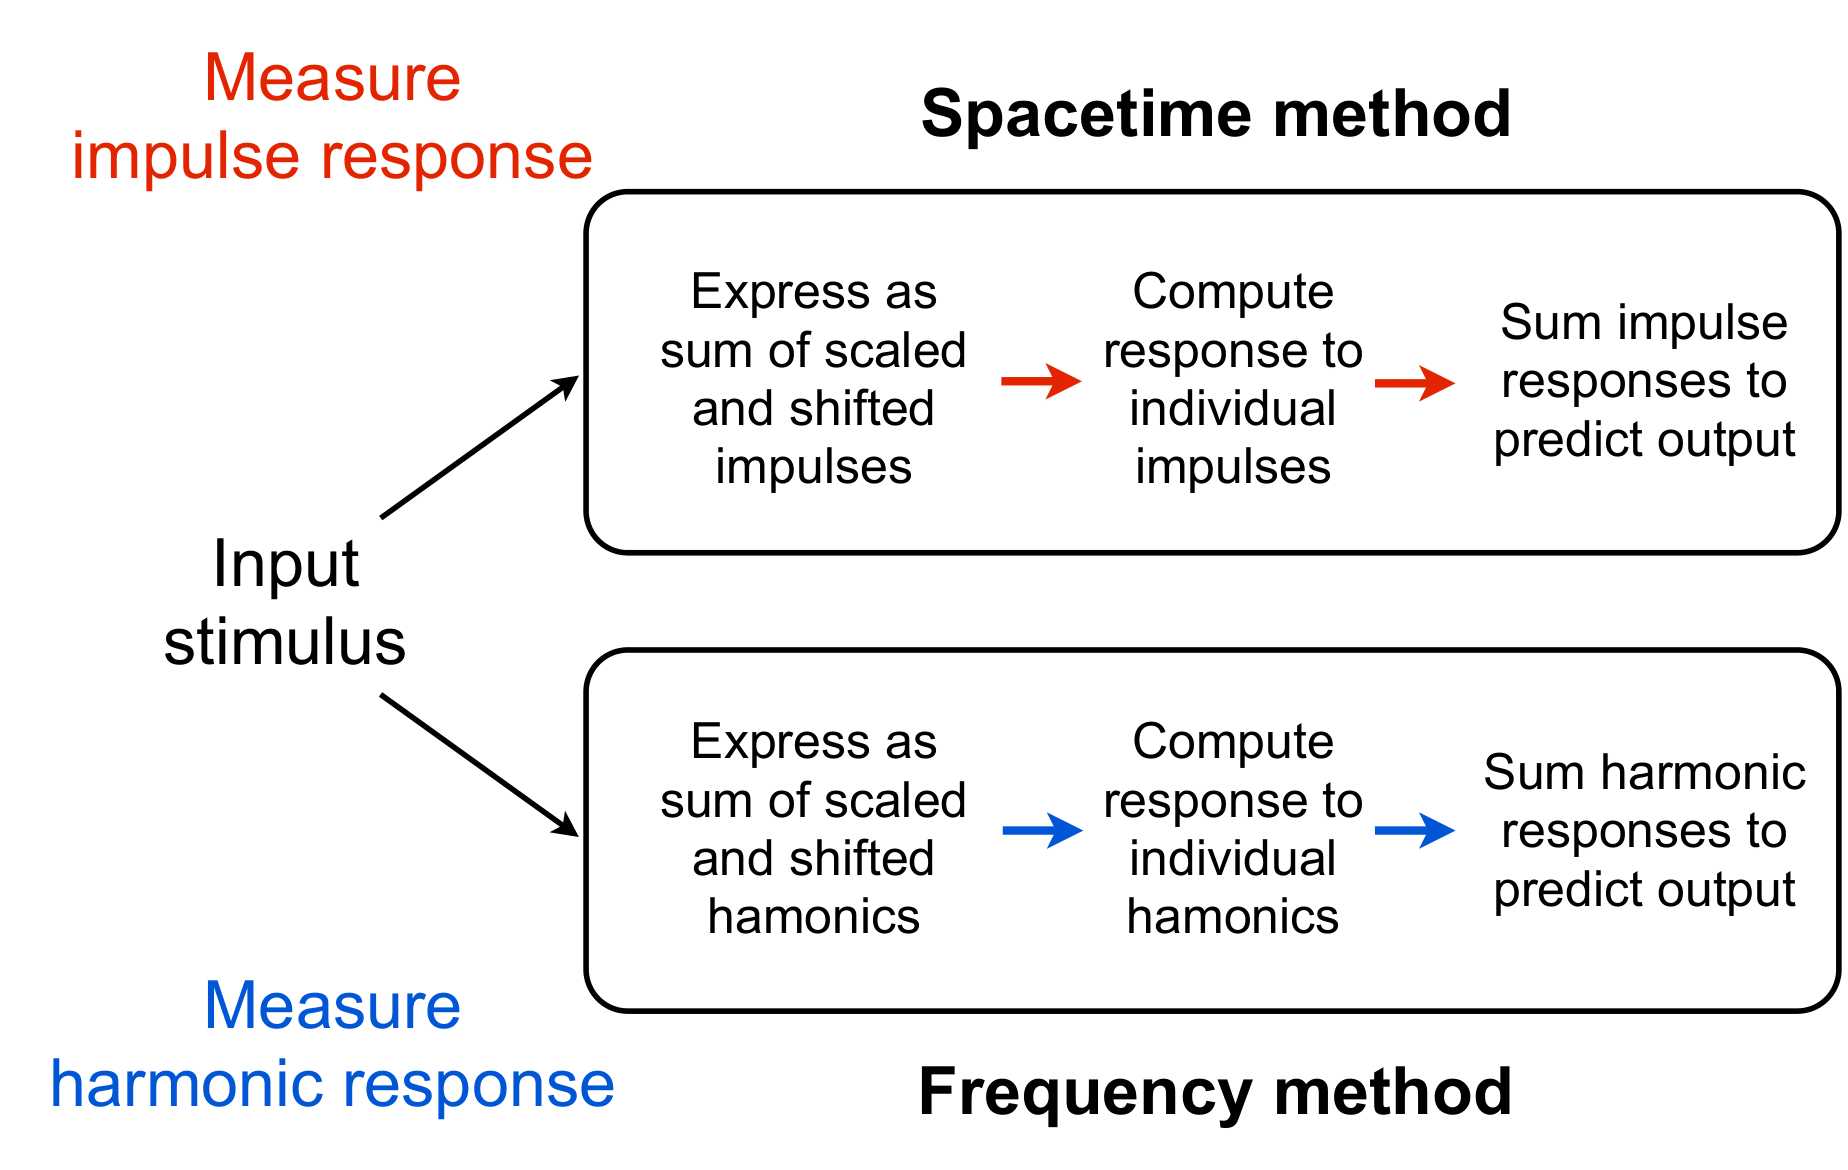 Measure
impulse response
Spacetime method
Express as
sum of scaled
and shifted
impulses
Compute
response to
individual
impulses
Sum impulse
responses to
predict output
Input
stimulus
Express as
sum of scaled
and shifted
hamonics
Compute
response to
individual
hamonics
Sum harmonic
responses to
predict output
Measure
harmonic response
Frequency method